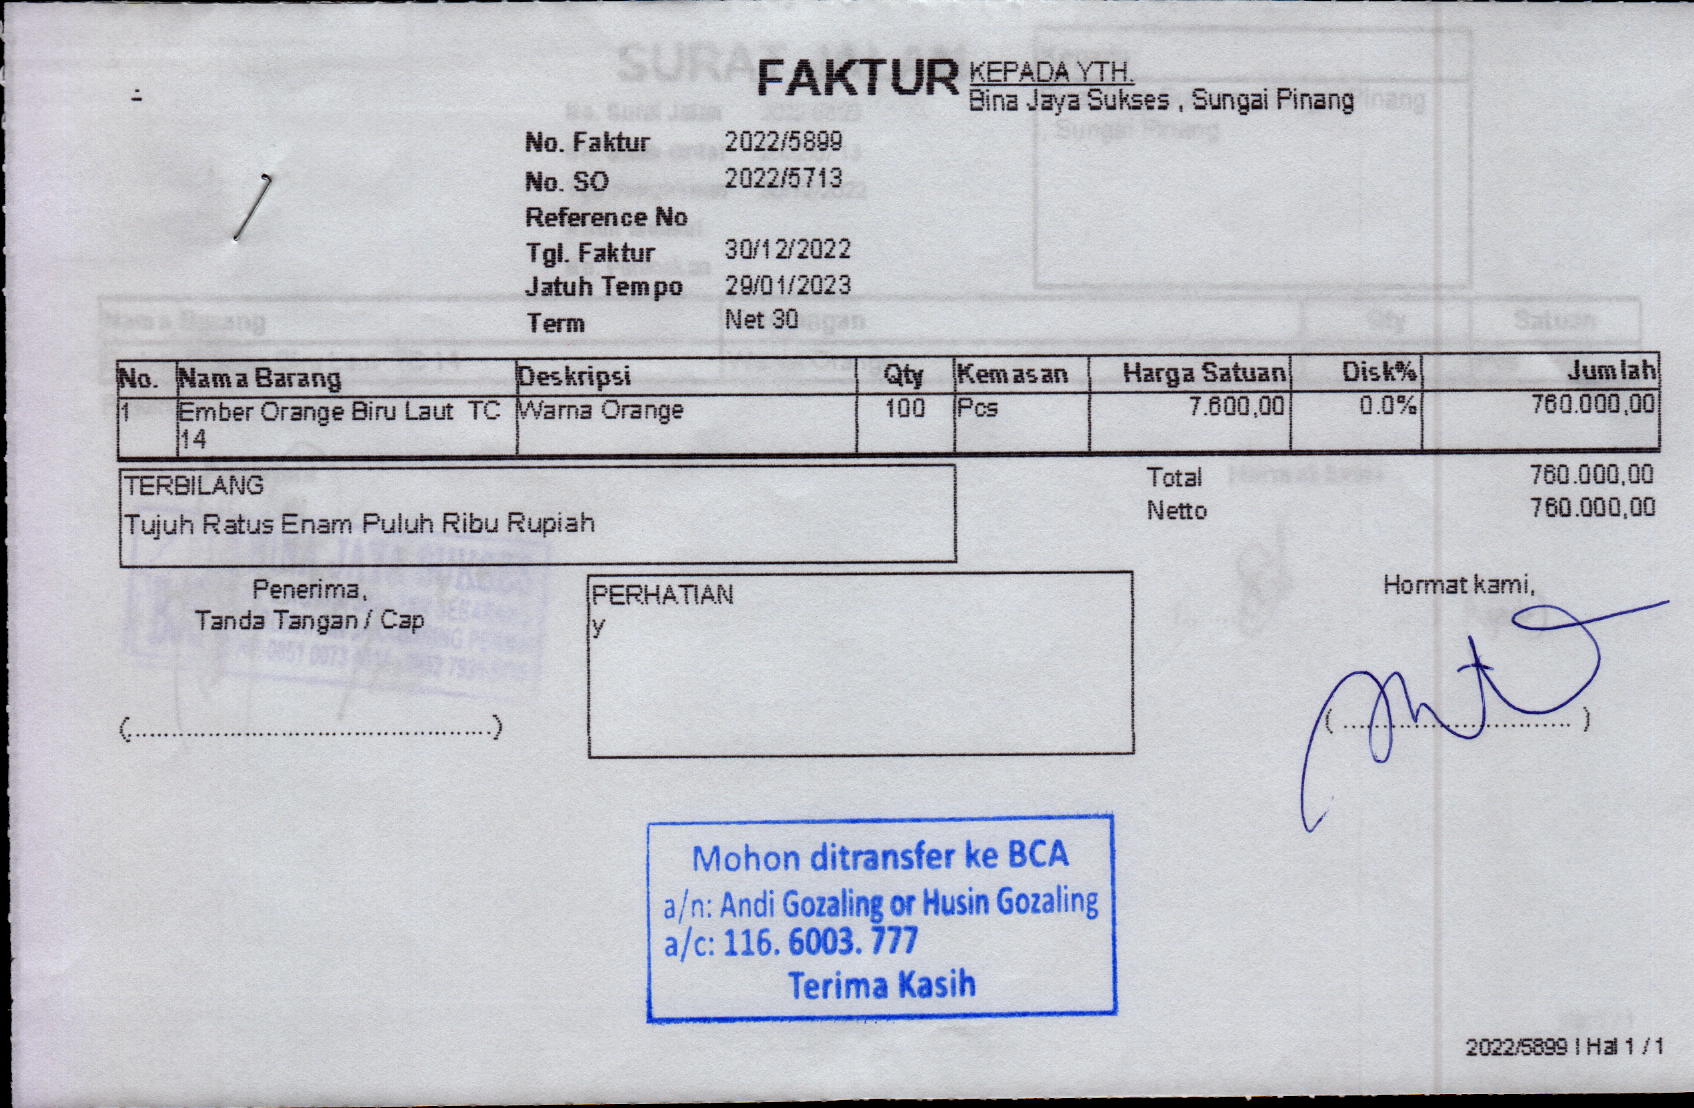 FAKTUR
KEPADA YTH.
Bina Jaya Sukses , Sungai Pinang
No. Faktur 2022/5899
No. SO 2022/5713
Reference No
Tgl. Faktur 30/12/2022
Jatuh Tempo 29/01/2023
Term Net 30
No. Nama Barang Deskripsi Qty Kemasan Harga Satuan Disk% Jumlah
1 Ember Orange Biru Laut TC 14 Warna Orange 100 Pcs 7.600,00 0.0% 760.000,00
TERBILANG
Tujuh Ratus Enam Puluh Ribu Rupiah
Total 760.000,00
Netto 760.000,00
Penerima,
Tanda Tangan / Cap
(..............................................)
PERHATIAN
y
Hormat kami,
( ............................. )
Mohon ditransfer ke BCA
a/n: Andi Gozaling or Husin Gozaling
a/c: 116. 6003. 777
Terima Kasih
2022/5899 | Hal 1 / 1